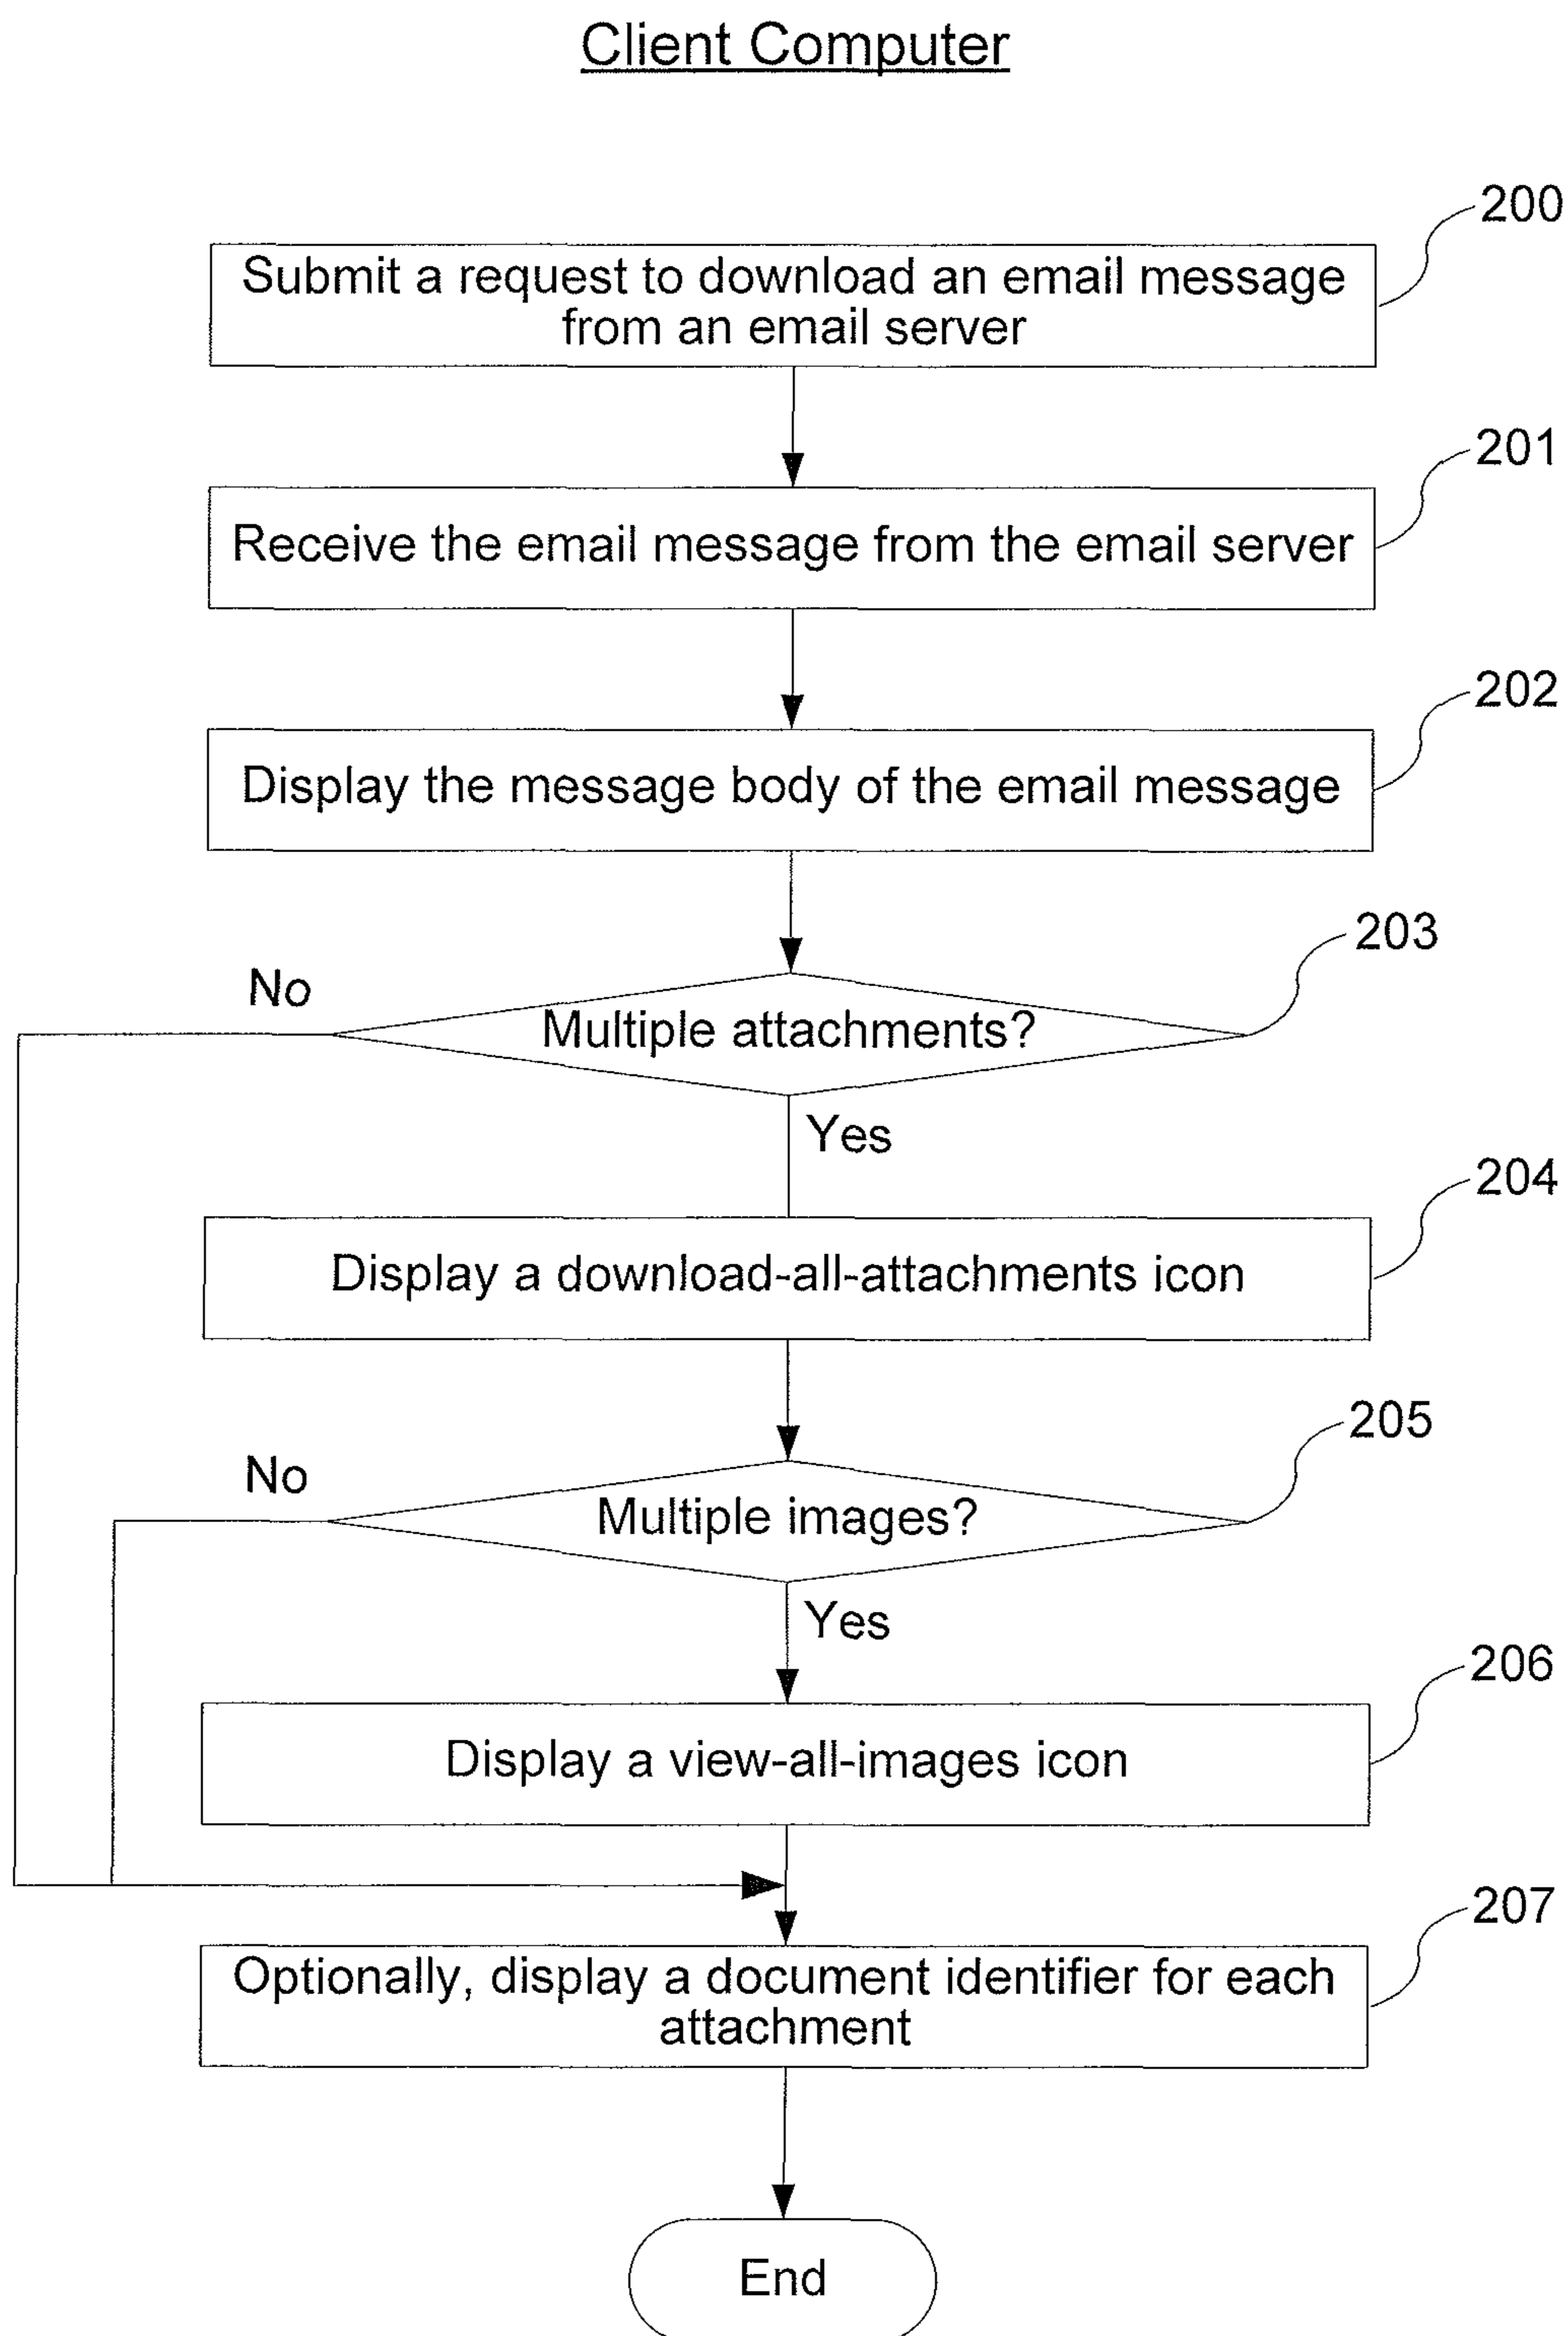 Client Computer
200
Submit a request to download an email message
from an email server
201
Receive the email message from the email server
202
Display the message body of the email message
203
No
Multiple attachments?
Yes
204
Display a download-all-attachments icon
205
No
Multiple images?
Yes
206
Display a view-all-images icon
207
Optionally, display a document identifier for each
attachment
End